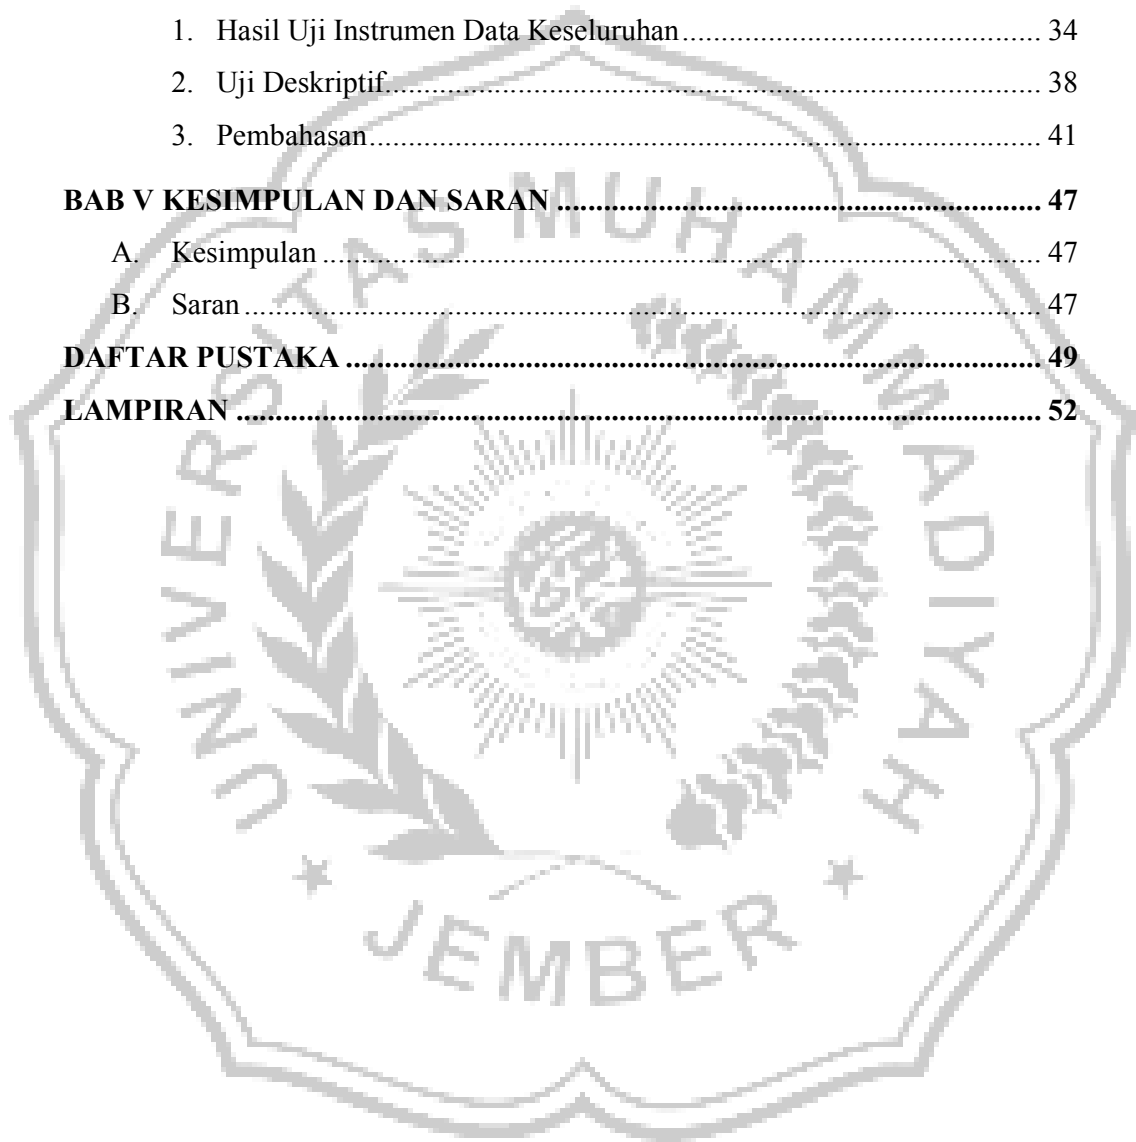 1. Hasil Uji Instrumen Data Keseluruhan.................................................. 34
2. Uji Deskriptif........................................................................................... 38
3. Pembahasan............................................................................................. 41
BAB V KESIMPULAN DAN SARAN .................................................................. 47
A. Kesimpulan .................................................................................................. 47
B. Saran ............................................................................................................. 47
DAFTAR PUSTAKA .............................................................................................. 49
LAMPIRAN ............................................................................................................ 52
UNIVERSITAS MUHAMMADIYAH
JEMBER